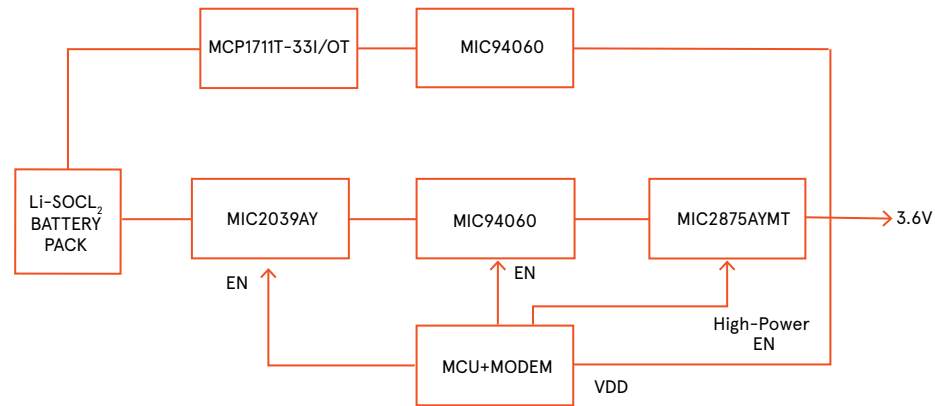 MCP1711T-33I/OT
MIC94060
Li-SOCL₂
BATTERY
PACK
MIC2039AY
MIC94060
MIC2875AYMT
3.6V
EN
EN
High-Power
EN
MCU+MODEM
VDD